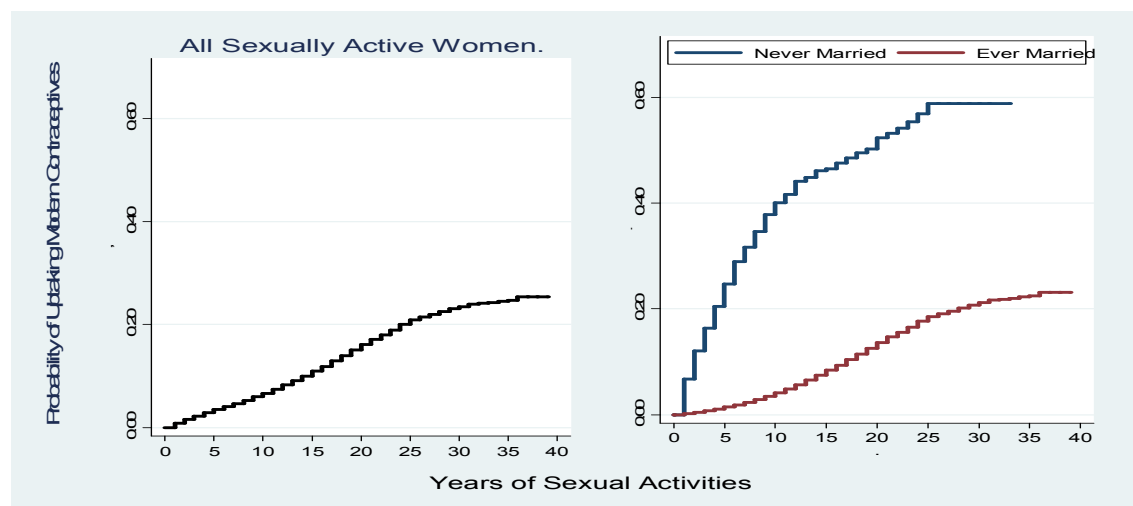 All Sexually Active Women.
Probability of Uptaking Modern Contraceptives
0.60
0.40
0.20
0.00
0 5 10 15 20 25 30 35 40
Never Married Ever Married
0.60
0.40
0.20
0.00
0 5 10 15 20 25 30 35 40
Years of Sexual Activities